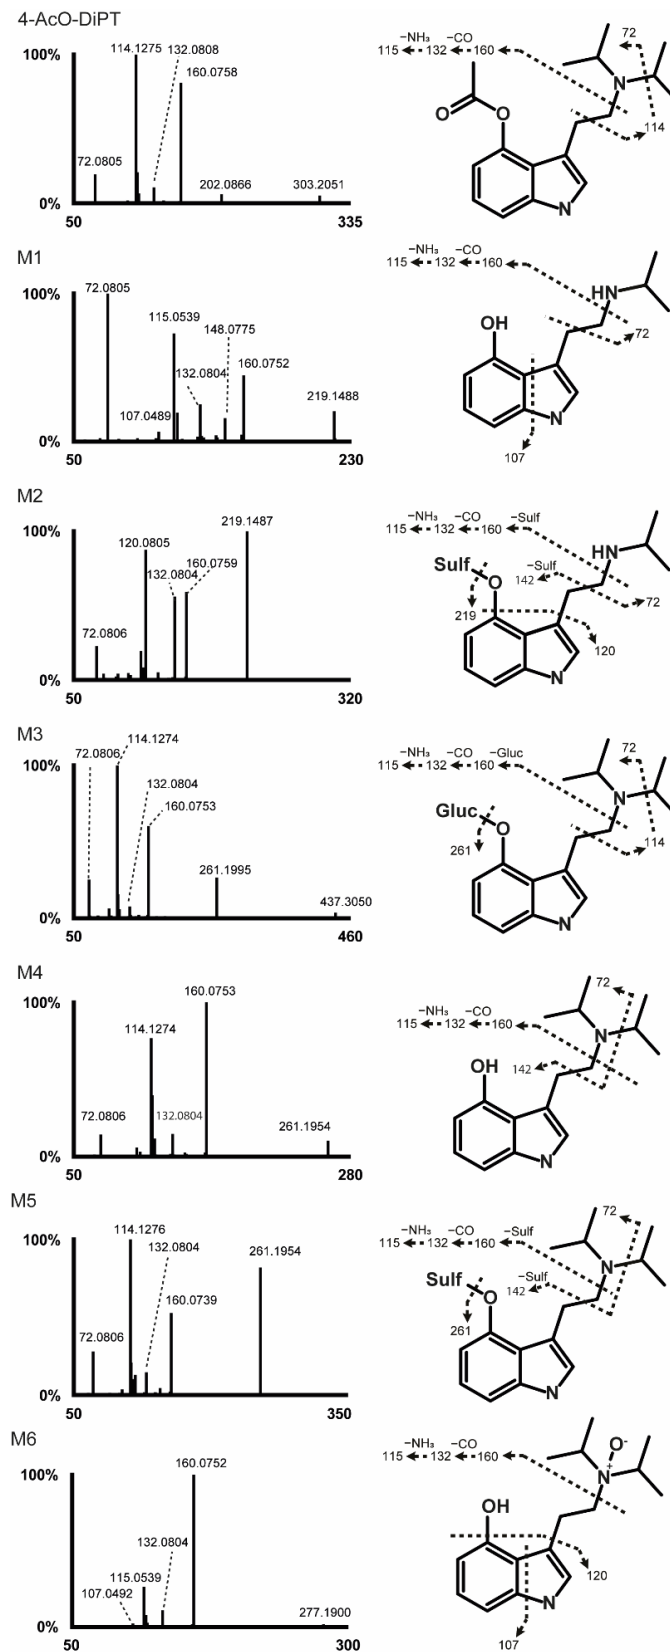 4-AcO-DiPT
100%
114.1275
132.0808
160.0758
72.0805
202.0866
303.2051
0%
50
335
−NH₃
−CO
115
132
160
72
114
O
O
N
N
M1
100%
72.0805
115.0539
148.0775
132.0804
160.0752
107.0489
219.1488
0%
50
230
−NH₃
−CO
115
132
160
HN
72
OH
N
107
M2
100%
219.1487
120.0805
132.0804
160.0759
72.0806
0%
50
320
−NH₃
−CO
−Sulf
115
132
160
HN
Sulf
O
−Sulf
142
72
219
120
N
M3
72.0806
114.1274
100%
132.0804
160.0753
261.1995
437.3050
0%
50
460
−NH₃
−CO
−Gluc
115
132
160
72
N
Gluc
O
261
114
N
M4
100%
160.0753
114.1274
72.0806
132.0804
261.1954
0%
50
280
−NH₃
−CO
115
132
160
72
N
OH
142
N
M5
100%
114.1276
132.0804
261.1954
160.0739
72.0806
0%
50
350
−NH₃
−CO
−Sulf
115
132
160
72
N
Sulf
O
−Sulf
142
261
N
M6
100%
160.0752
132.0804
115.0539
107.0492
277.1900
0%
50
300
−NH₃
−CO
115
132
160
O-
N+
OH
120
N
107